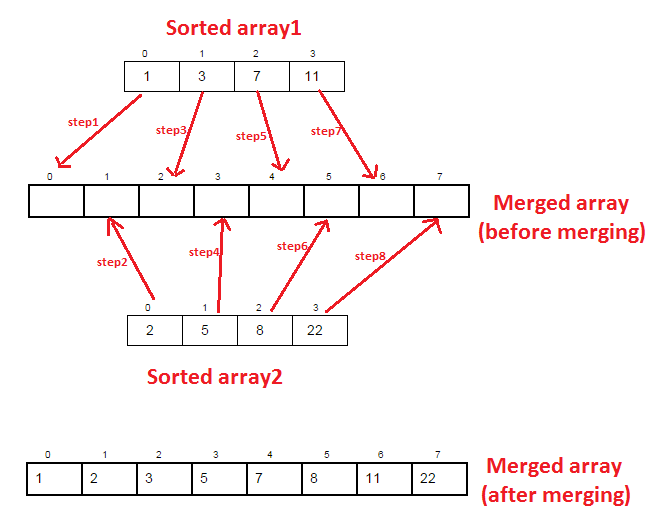 Sorted array1
0 1 2 3
1 3 7 11
step1 step3 step5 step7
0 1 2 3 4 5 6 7
Merged array
(before merging)
step2 step4 step6 step8
0 1 2 3
2 5 8 22
Sorted array2
0 1 2 3 4 5 6 7
1 2 3 5 7 8 11 22
Merged array
(after merging)